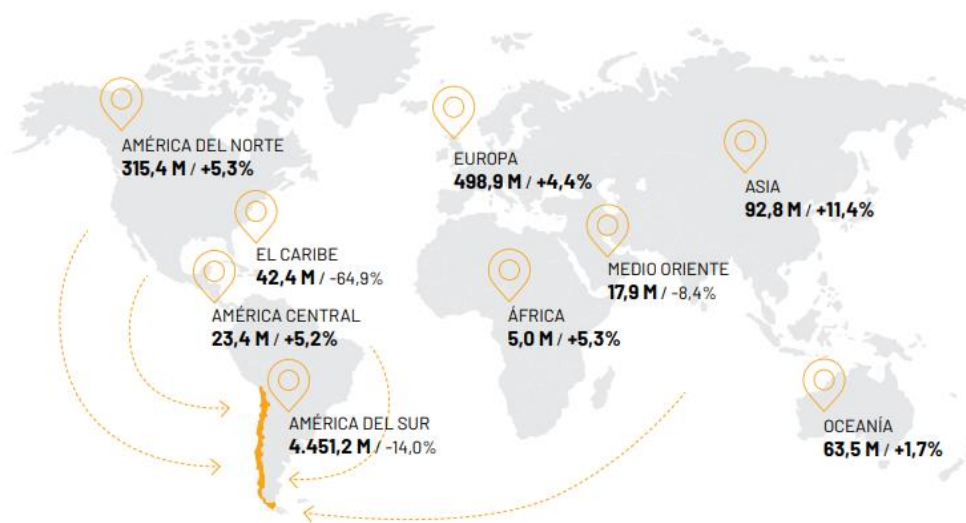 AMÉRICA DEL NORTE
315,4 M / +5,3%
EUROPA
498,9 M / +4,4%
ASIA
92,8 M / +11,4%
EL CARIBE
42,4 M / -64,9%
MEDIO ORIENTE
17,9 M / -8,4%
AMÉRICA CENTRAL
23,4 M / +5,2%
ÁFRICA
5,0 M / +5,3%
AMÉRICA DEL SUR
4.451,2 M / -14,0%
OCEANÍA
63,5 M / +1,7%